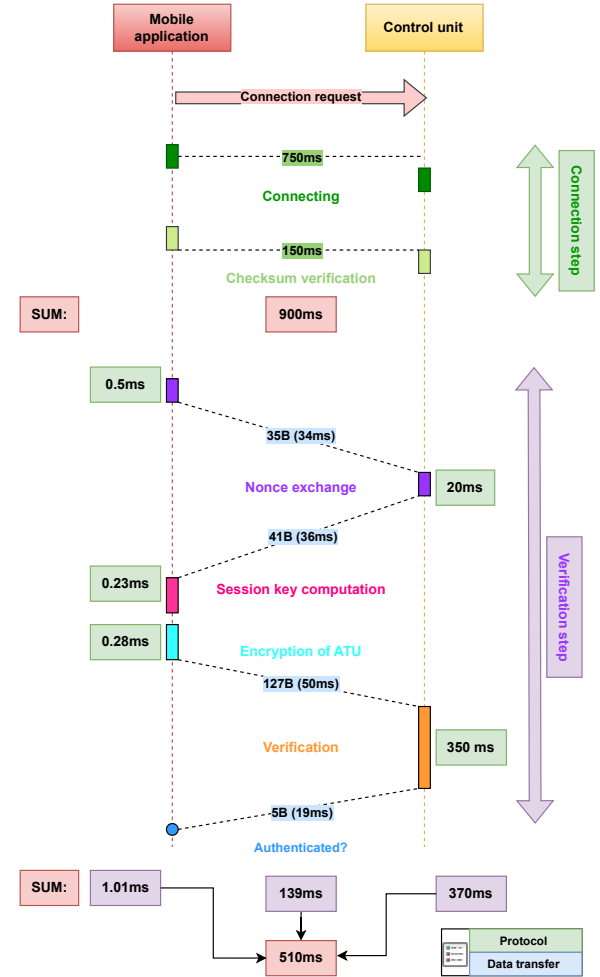 Mobile
application
Control unit
Connection request
750ms
Connecting
150ms
Checksum verification
Connection step
SUM:
900ms
0.5ms
35B (34ms)
Nonce exchange
20ms
41B (36ms)
0.23ms
Session key computation
0.28ms
Encryption of ATU
127B (50ms)
Verification
350 ms
5B (19ms)
Authenticated?
Verification step
SUM:
1.01ms
139ms
370ms
510ms
Protocol
Data transfer